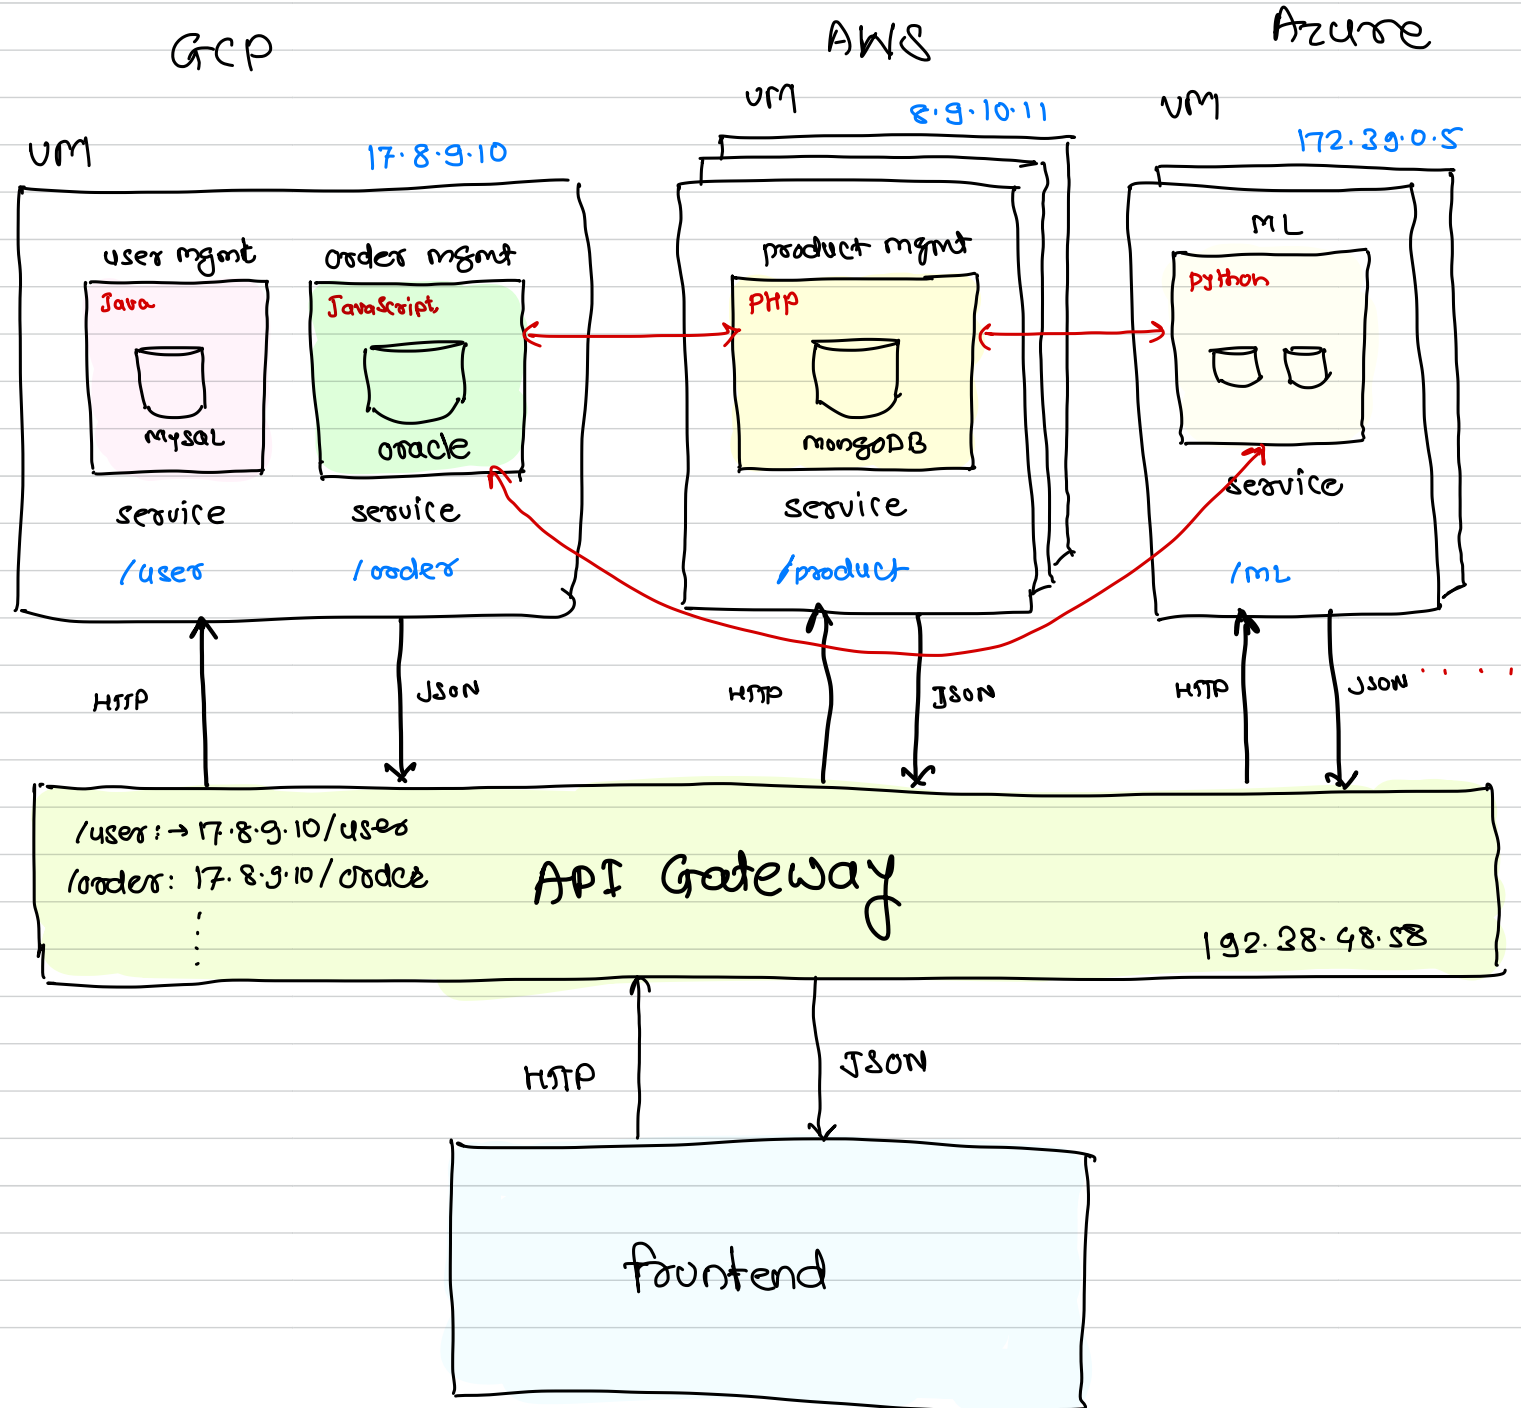 GCP
AWS
Azure
VM
17.8.9.10
VM
8.9.10.11
VM
172.39.0.5
user mgmt
Java
MySQL
service
/user
order mgmt
JavaScript
oracle
service
/order
product mgmt
PHP
mongoDB
service
/product
ML
python
service
/ML
HTTP
JSON
HTTP
JSON
HTTP
JSON
/user:→ 17.8.9.10/user
/order: 17.8.9.10/order
API Gateway
192.38.48.58
HTTP
JSON
frontend